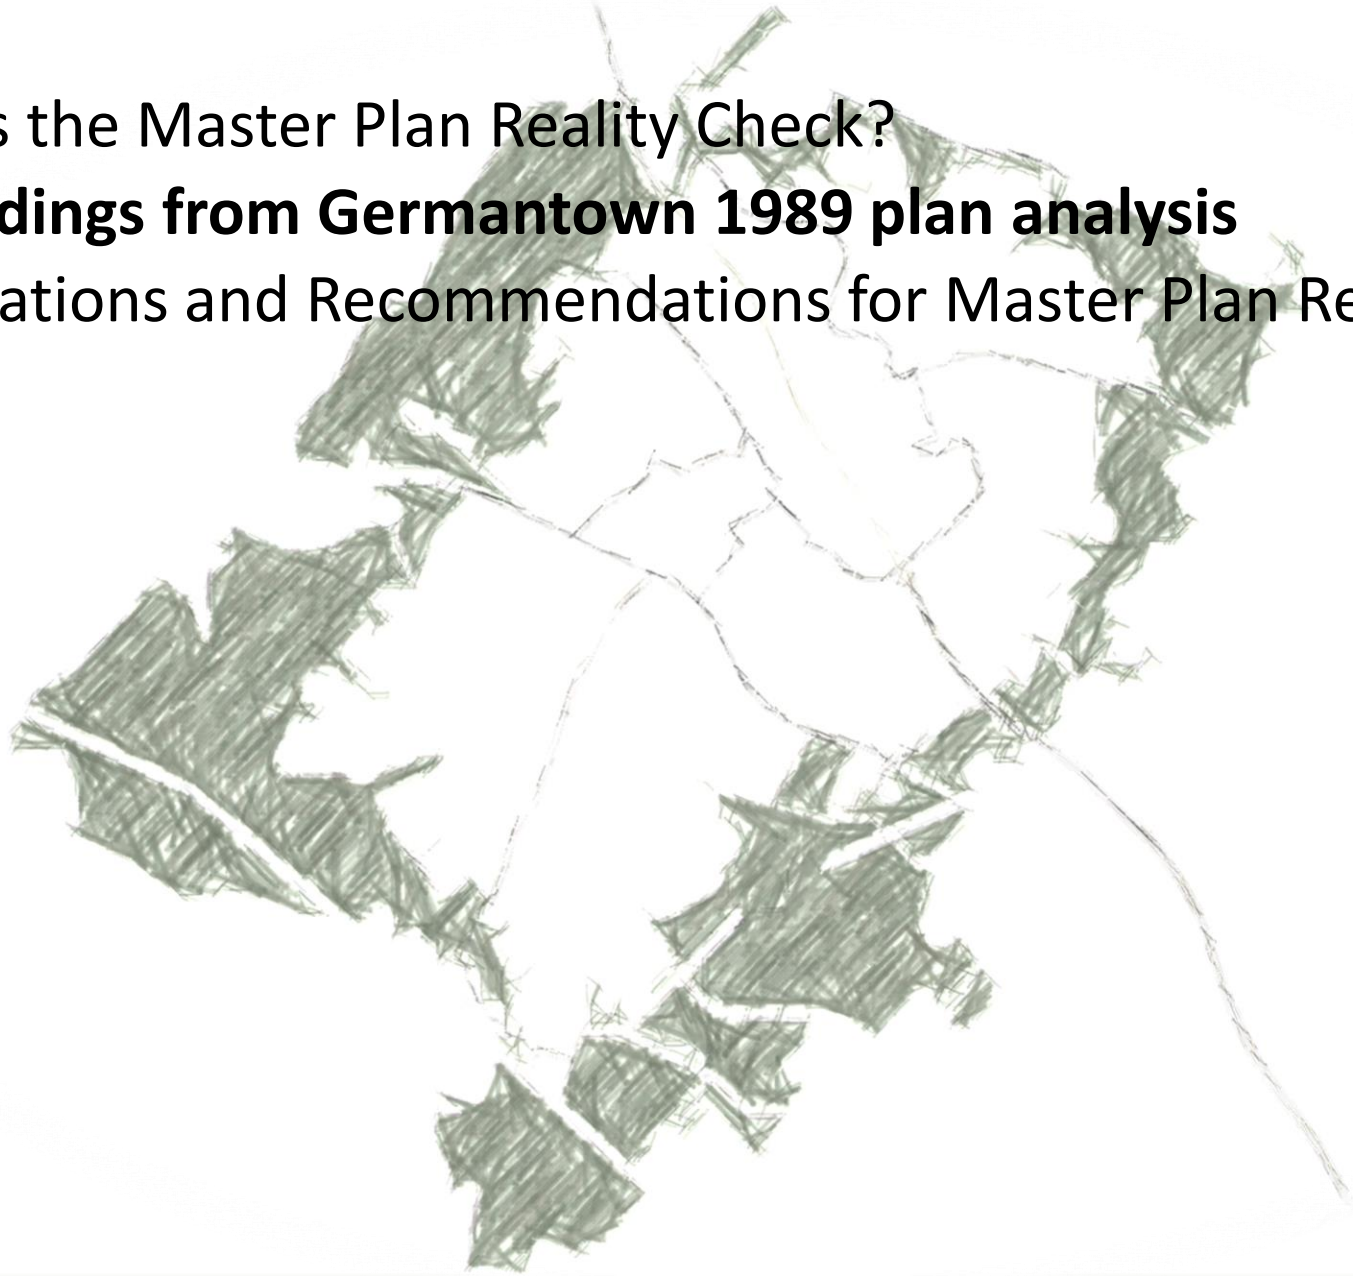 s the Master Plan Reality Check?
dings from Germantown 1989 plan analysis
ations and Recommendations for Master Plan Re